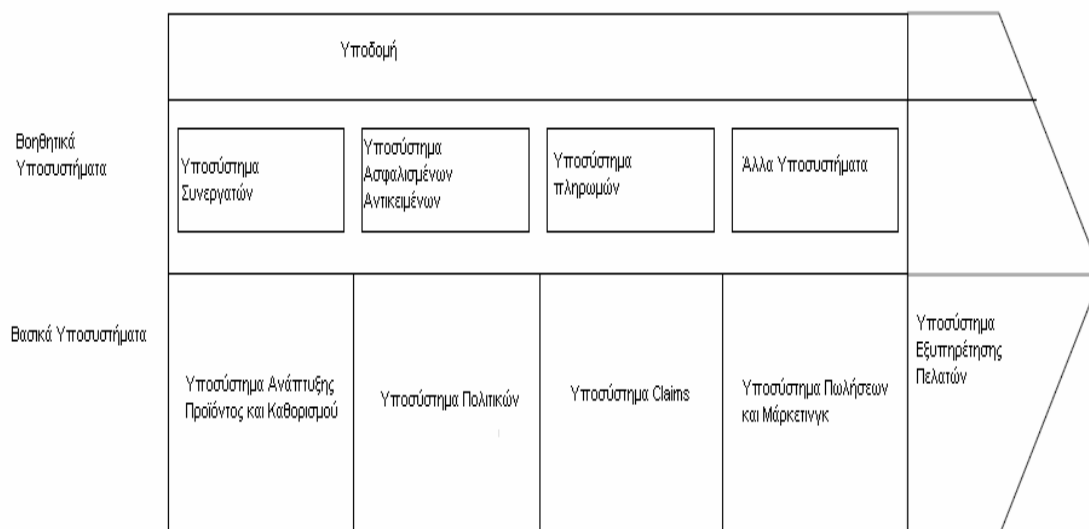 Υποδομή
Βοηθητικά
Υποσυστήματα
Υποσύστημα
Συνεργατών
Υποσύστημα
Ασφαλισμένων
Αντικειμένων
Υποσύστημα
πληρωμών
Άλλα Υποσυστήματα
Βασικά Υποσυστήματα
Υποσύστημα Ανάπτυξης
Προϊόντος και Καθορισμού
Υποσύστημα Πολιτικών
Υποσύστημα Claims
Υποσύστημα Πωλήσεων
και Μάρκετινγκ
Υποσύστημα
Εξυπηρέτησης
Πελατών